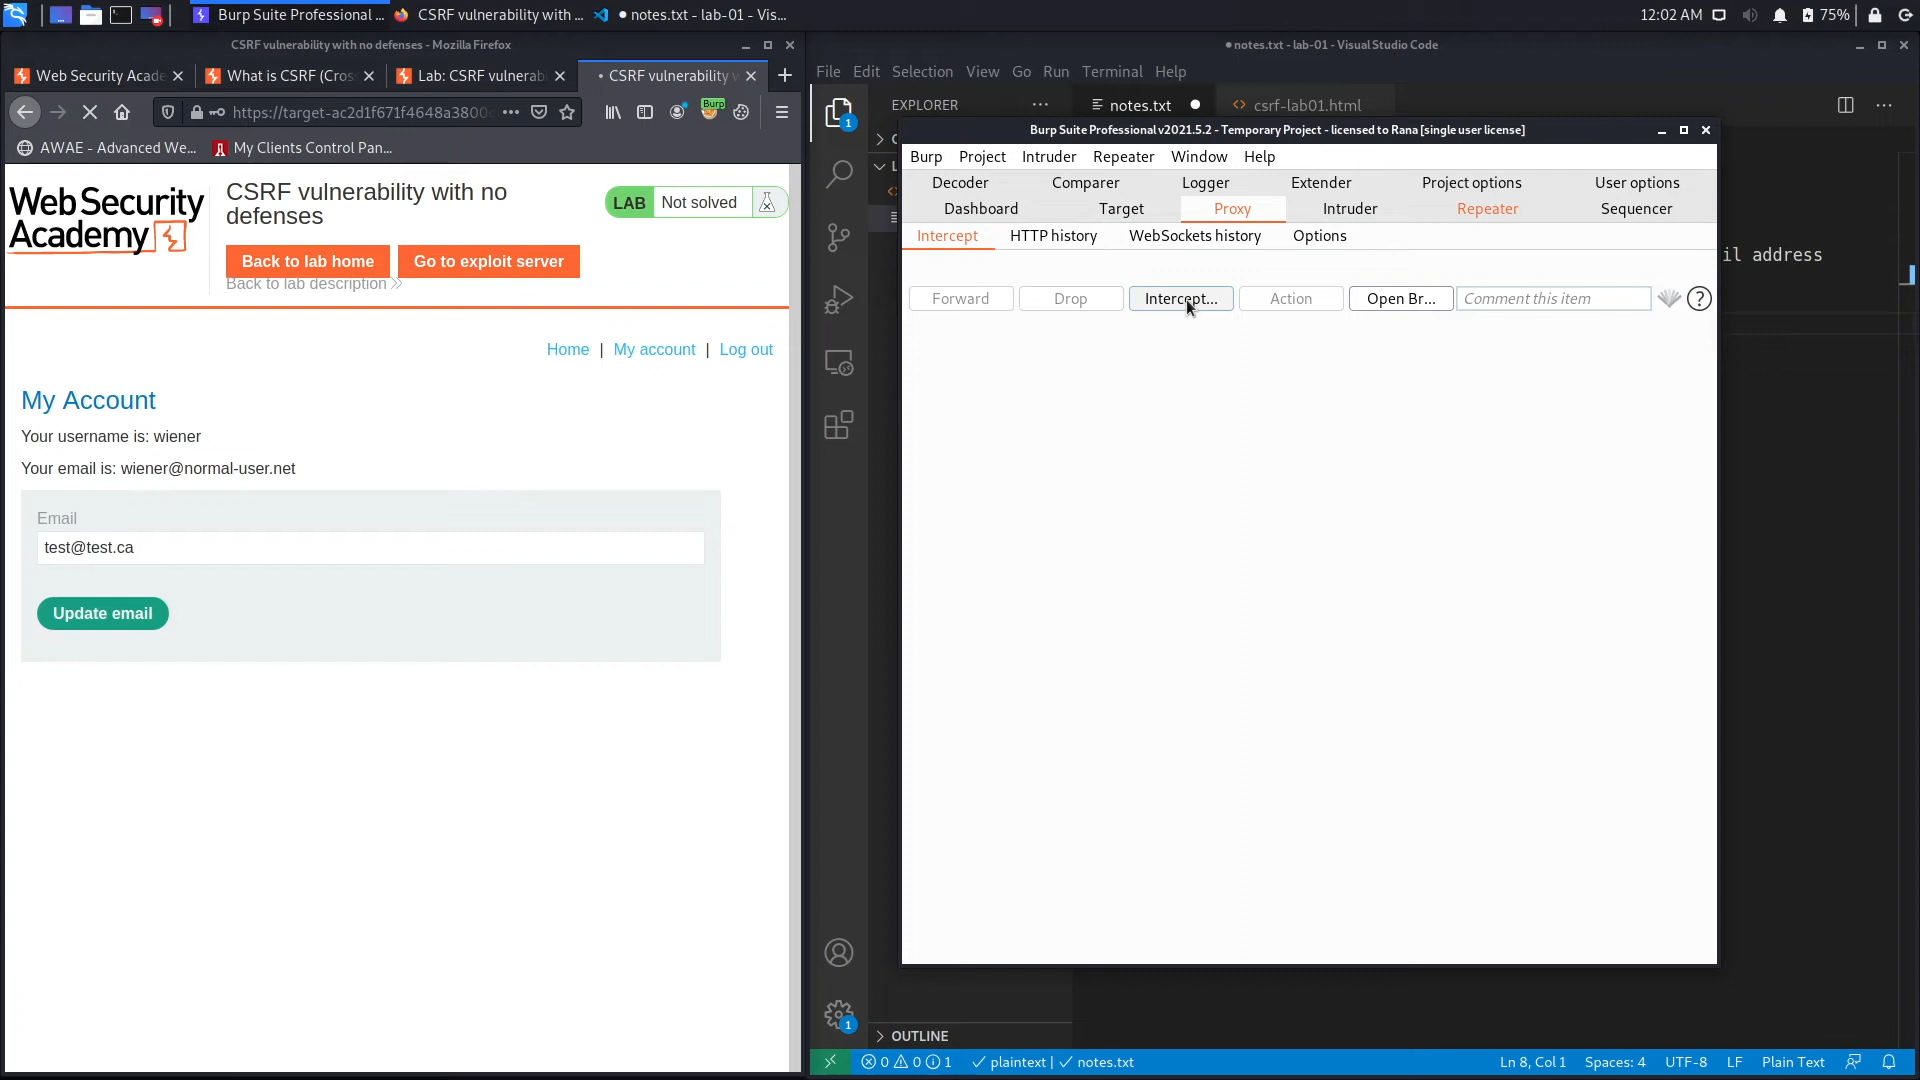 Burp Suite Professional ...
CSRF vulnerability with ...
● notes.txt - lab-01 - Vis...
12:02 AM
75%
CSRF vulnerability with no defenses - Mozilla Firefox
Web Security Acade
What is CSRF (Cros
Lab: CSRF vulnerab
CSRF vulnerability w
https://target-ac2d1f671f4648a3800
Burp
AWAE - Advanced We...
My Clients Control Pan...
Web Security
Academy
CSRF vulnerability with no
defenses
LAB
Not solved
Back to lab home
Go to exploit server
Back to lab description
Home | My account | Log out
My Account
Your username is: wiener
Your email is: wiener@normal-user.net
Email
test@test.ca
Update email
● notes.txt - lab-01 - Visual Studio Code
File Edit Selection View Go Run Terminal Help
1
EXPLORER
notes.txt
csrf-lab01.html
Burp Suite Professional v2021.5.2 - Temporary Project - licensed to Rana [single user license]
Burp Project Intruder Repeater Window Help
Decoder Comparer Logger Extender Project options User options
Dashboard Target Proxy Intruder Repeater Sequencer
Intercept HTTP history WebSockets history Options
Forward Drop Intercept... Action Open Br... Comment this item ?
il address
1
OUTLINE
0 0 1
plaintext | notes.txt
Ln 8, Col 1 Spaces: 4 UTF-8 LF Plain Text